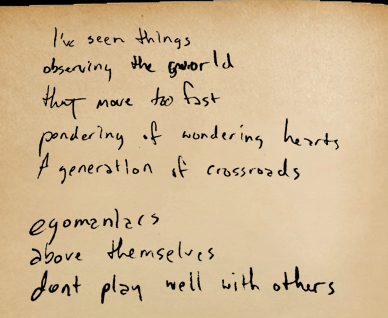 I've seen things
observing the world
that move too fast
pondering of wondering hearts
A generation of crossroads
egomaniacs
above themselves
dont play well with others